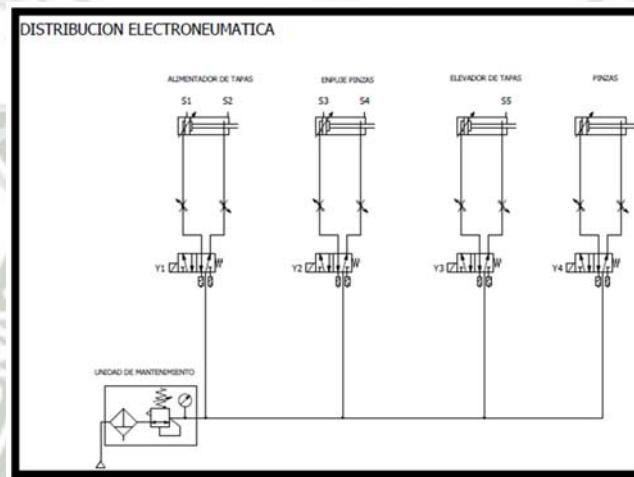 DISTRIBUCION ELECTRONEUMATICA
ALIMENTADOR DE TAPAS
ENPUJE PINZAS
ELEVADOR DE TAPAS
PINZAS
S1 S2 S3 S4 S5
Y1 Y2 Y3 Y4
UNIDAD DE MANTENIMIENTO